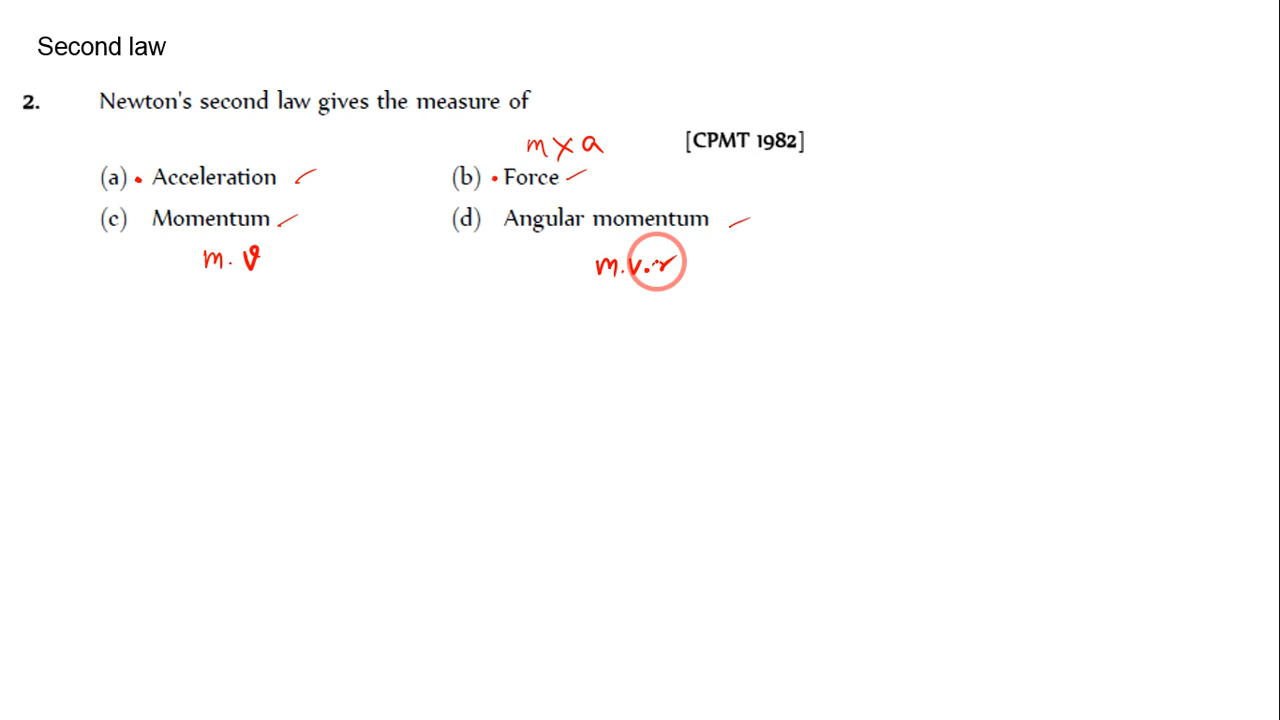 Second law
2. Newton's second law gives the measure of
m x a [CPMT 1982]
(a) Acceleration (b) Force
(c) Momentum (d) Angular momentum
m . v m.v.r